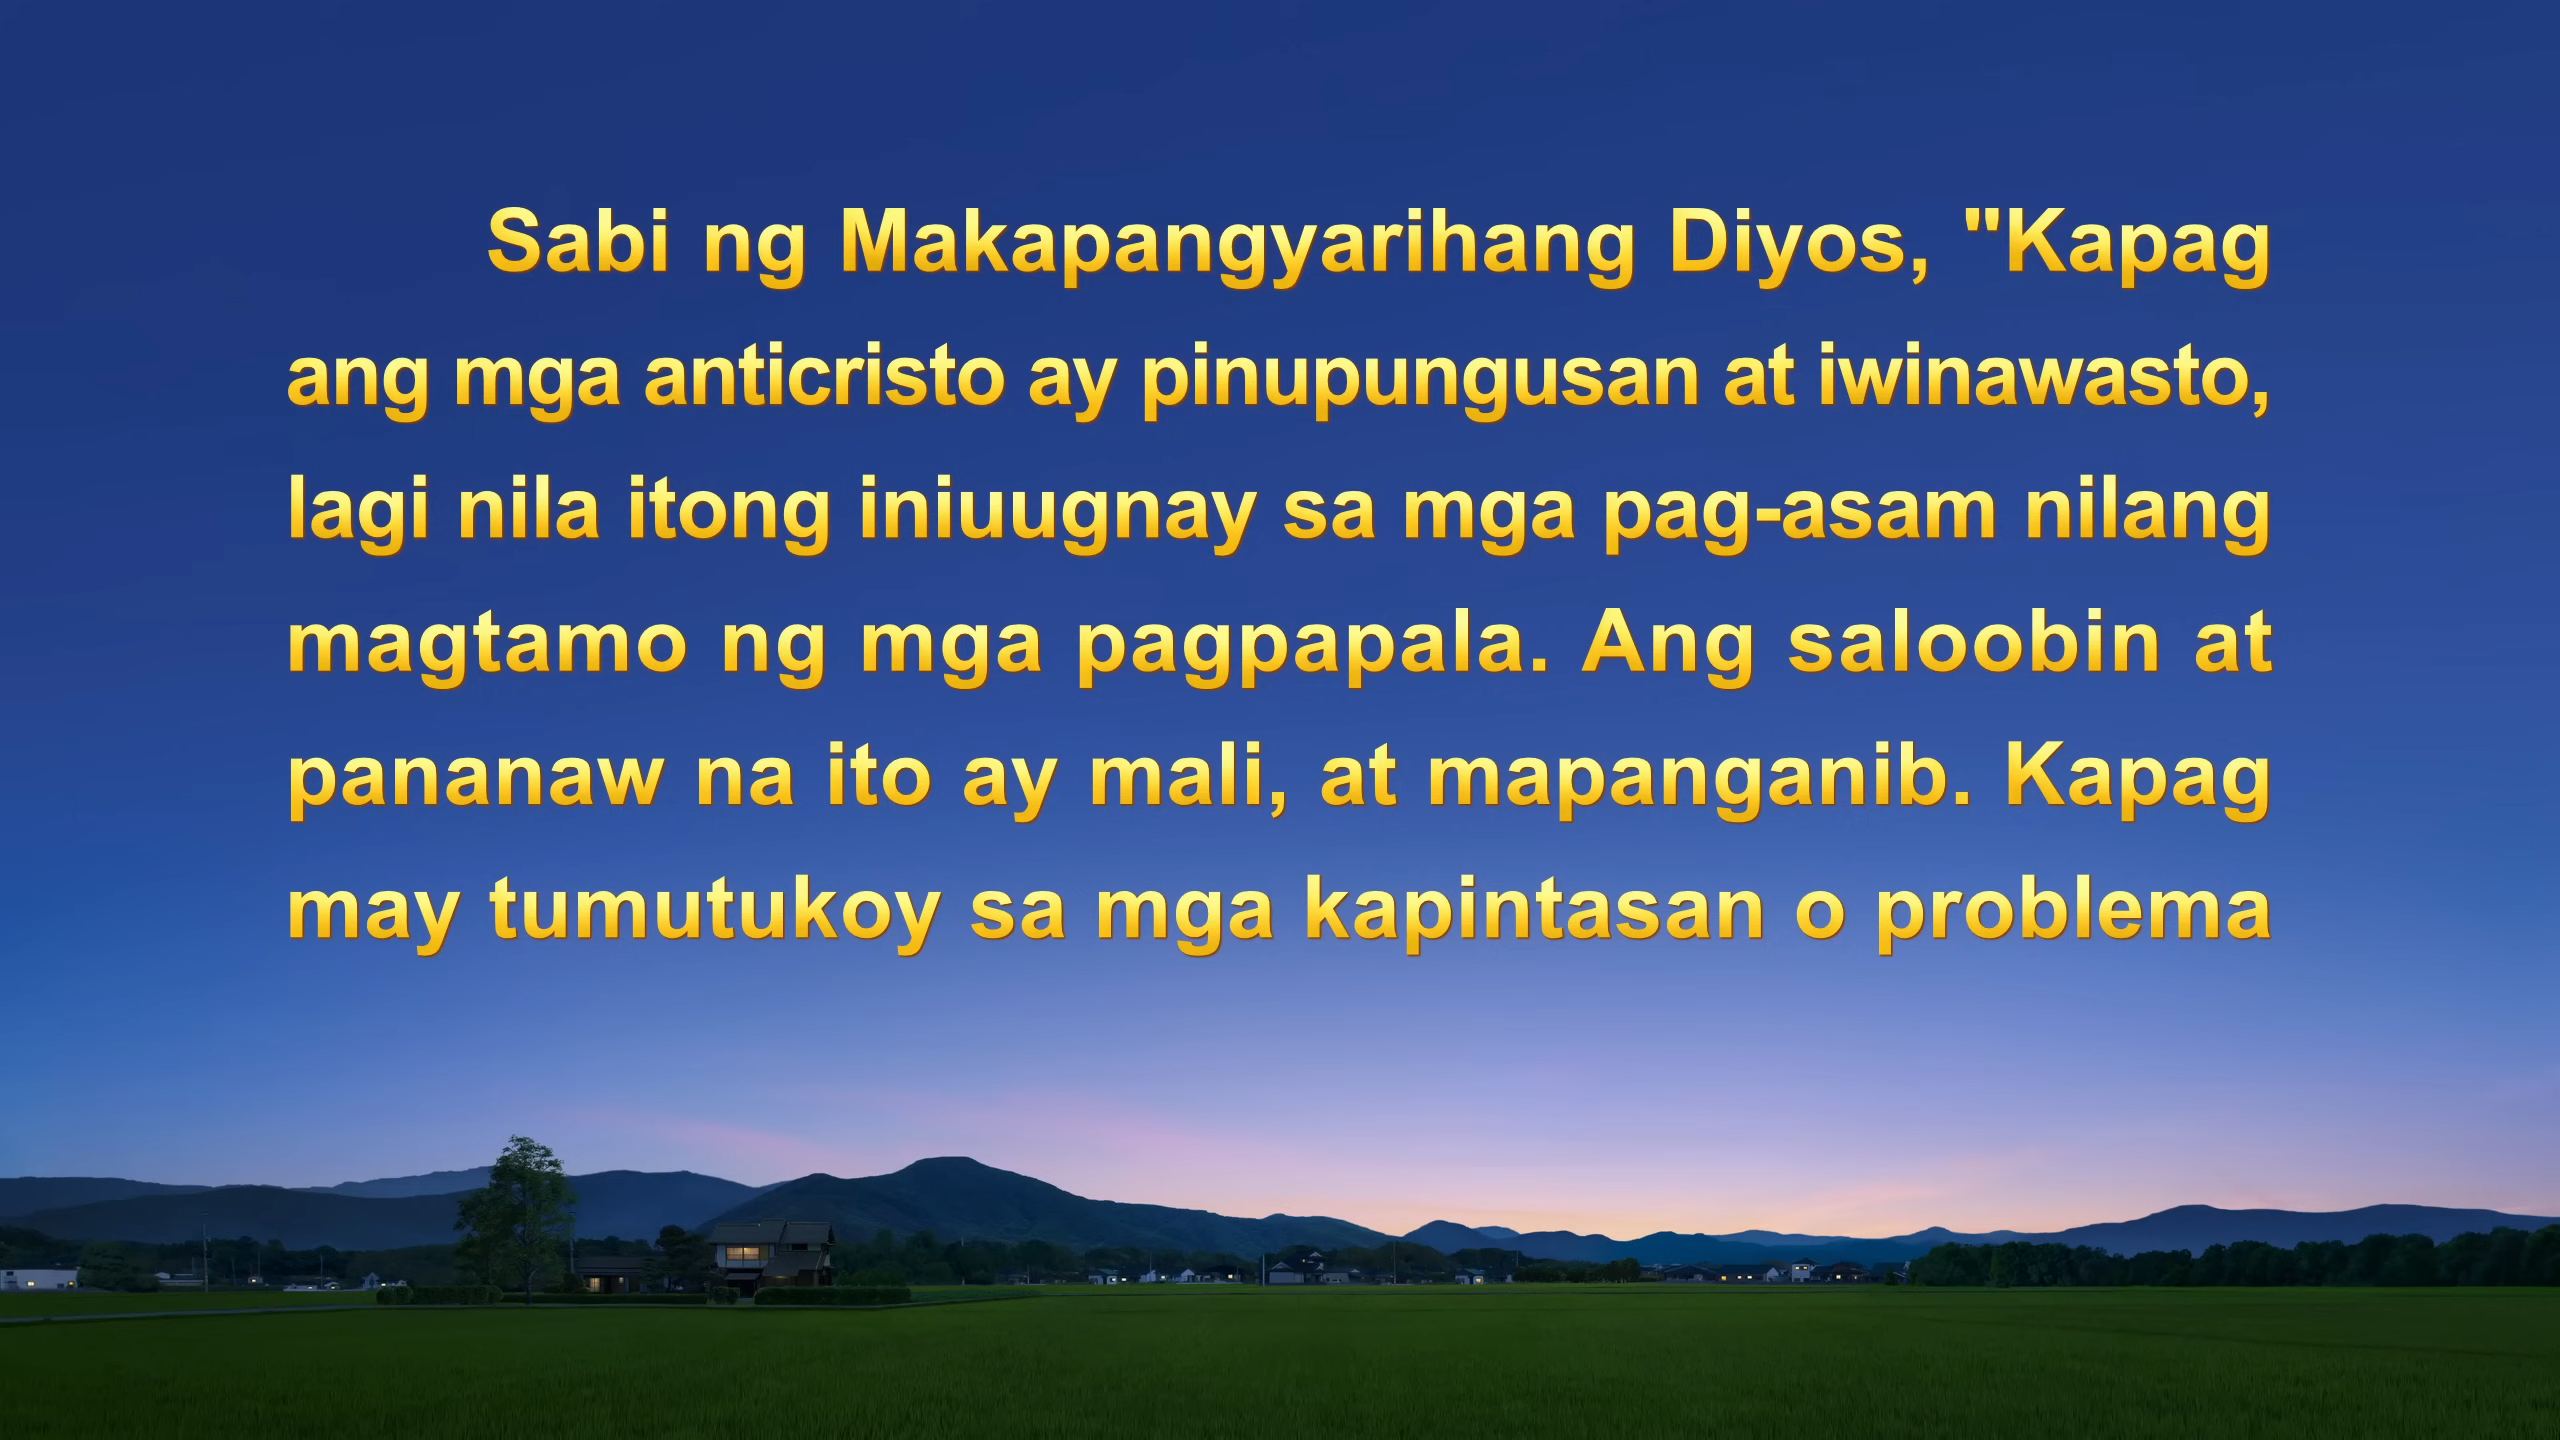 Sabi ng Makapangyarihang Diyos, "Kapag
ang mga anticristo ay pinupungusan at iwinawasto,
lagi nila itong iniuugnay sa mga pag-asam nilang
magtamo ng mga pagpapala. Ang saloobin at
pananaw na ito ay mali, at mapanganib. Kapag
may tumutukoy sa mga kapintasan o problema